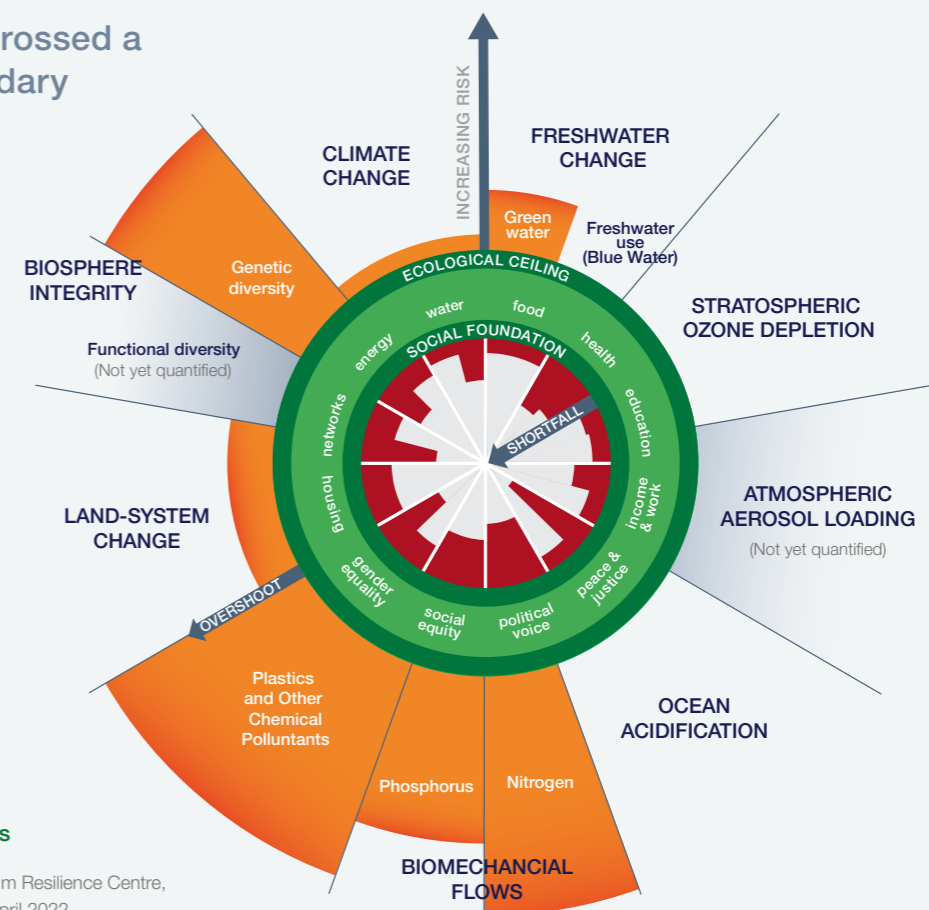 rossed a
dary
INCREASING RISK
CLIMATE
CHANGE
FRESHWATER
CHANGE
Green
water
Freshwater
use
(Blue Water)
BIOSPHERE
INTEGRITY
Genetic
diversity
Functional diversity
(Not yet quantified)
STRATOSPHERIC
OZONE DEPLETION
ECOLOGICAL CEILING
SOCIAL FOUNDATION
water
food
health
education
income
& work
peace &
justice
political
voice
social
equity
gender
equality
housing
networks
energy
SHORTFALL
OVERSHOOT
LAND-SYSTEM
CHANGE
ATMOSPHERIC
AEROSOL LOADING
(Not yet quantified)
OCEAN
ACIDIFICATION
Plastics
and Other
Chemical
Polluntants
Phosphorus
Nitrogen
BIOMECHANCIAL
FLOWS
s
m Resilience Centre,
pril 2022